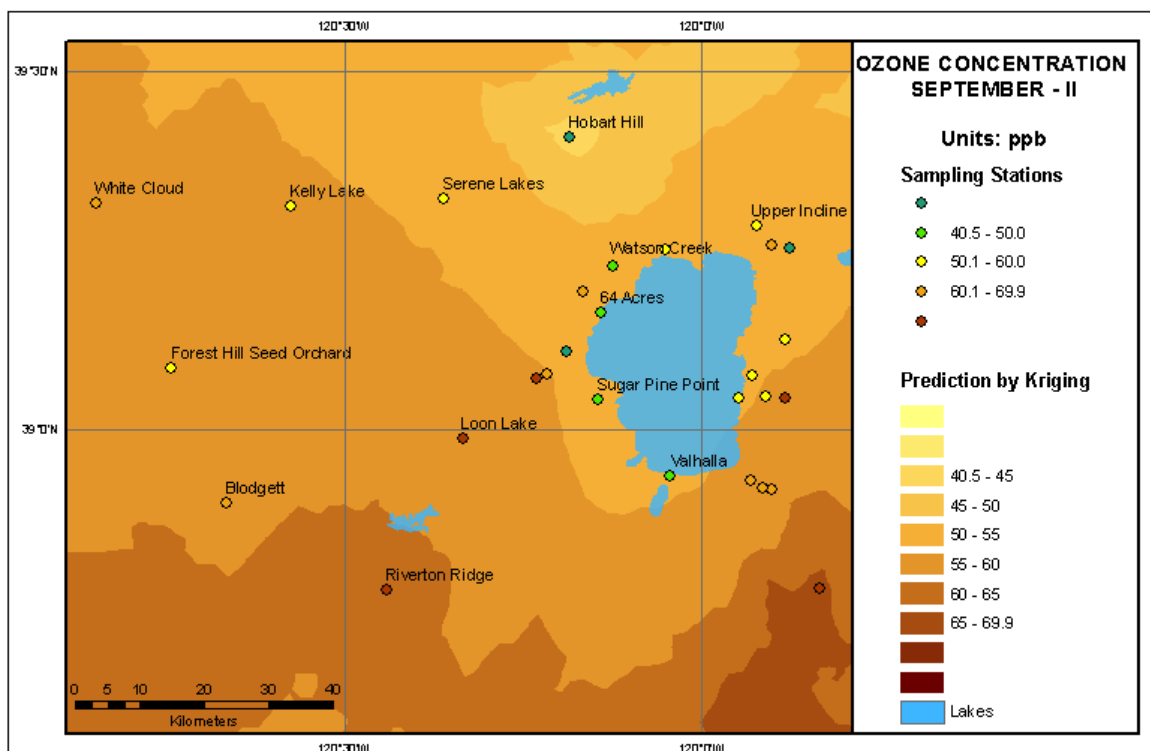 120°30'W 120°0'W
39°30'N
OZONE CONCENTRATION
SEPTEMBER - II
Units: ppb
Sampling Stations
40.5 - 50.0
50.1 - 60.0
60.1 - 69.9
Prediction by Kriging
40.5 - 45
45 - 50
50 - 55
55 - 60
60 - 65
65 - 69.9
Lakes
Hobart Hill
White Cloud
Kelly Lake
Serene Lakes
Upper Incline
Watson Creek
64 Acres
Forest Hill Seed Orchard
Sugar Pine Point
39°0'N
Loon Lake
Valhalla
Blodgett
Riverton Ridge
0 5 10 20 30 40
Kilometers
120°30'W 120°0'W